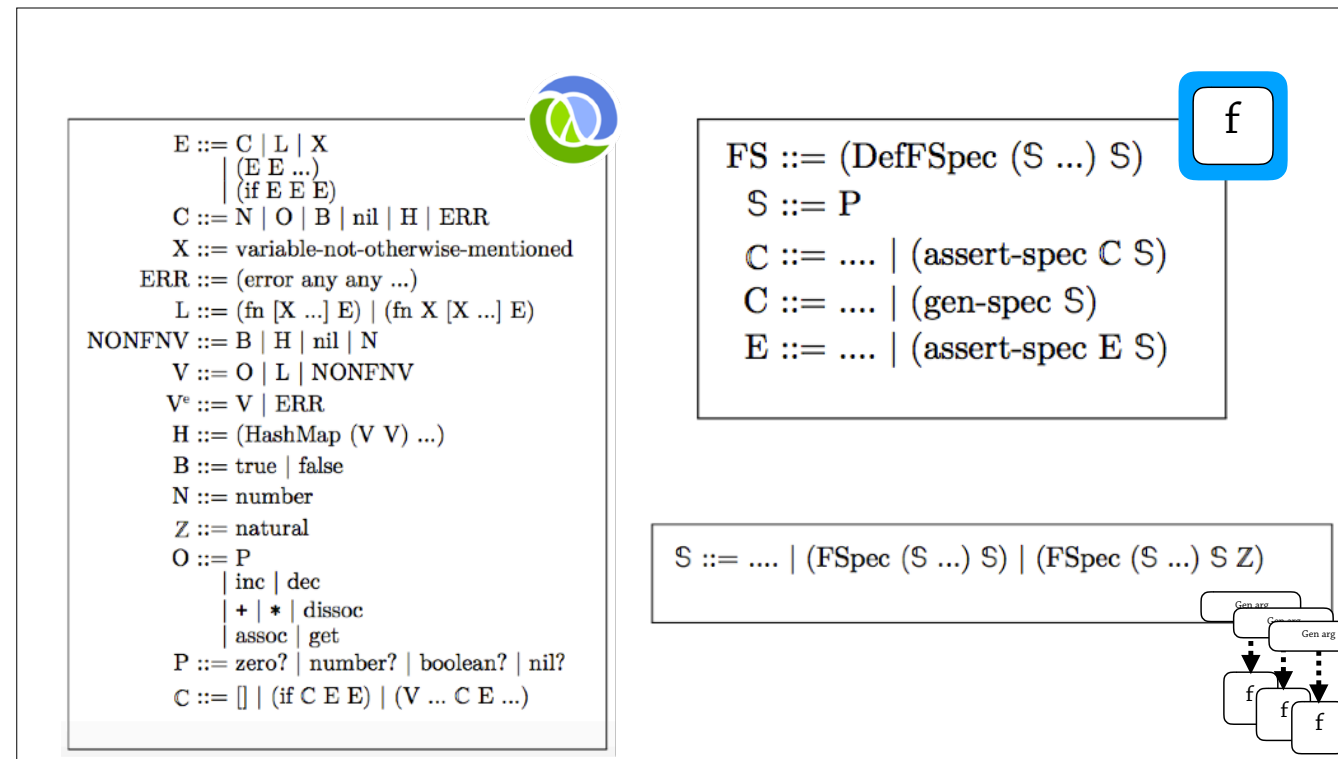 E ::= C | L | X
| (E E ...)
| (if E E E)
C ::= N | O | B | nil | H | ERR
X ::= variable-not-otherwise-mentioned
ERR ::= (error any any ...)
L ::= (fn [X ...] E) | (fn X [X ...] E)
NONFNV ::= B | H | nil | N
V ::= O | L | NONFNV
Vᵉ ::= V | ERR
H ::= (HashMap (V V) ...)
B ::= true | false
N ::= number
ℤ ::= natural
O ::= P
| inc | dec
| + | * | dissoc
| assoc | get
P ::= zero? | number? | boolean? | nil?
ℂ ::= [] | (if ℂ E E) | (V ... ℂ E ...)
f
FS ::= (DefFSpec (𝕊 ...) 𝕊)
𝕊 ::= P
ℂ ::= .... | (assert-spec ℂ 𝕊)
C ::= .... | (gen-spec 𝕊)
E ::= .... | (assert-spec E 𝕊)
𝕊 ::= .... | (FSpec (𝕊 ...) 𝕊) | (FSpec (𝕊 ...) 𝕊 ℤ)
Gen arg
Gen arg
Gen arg
f
f
f